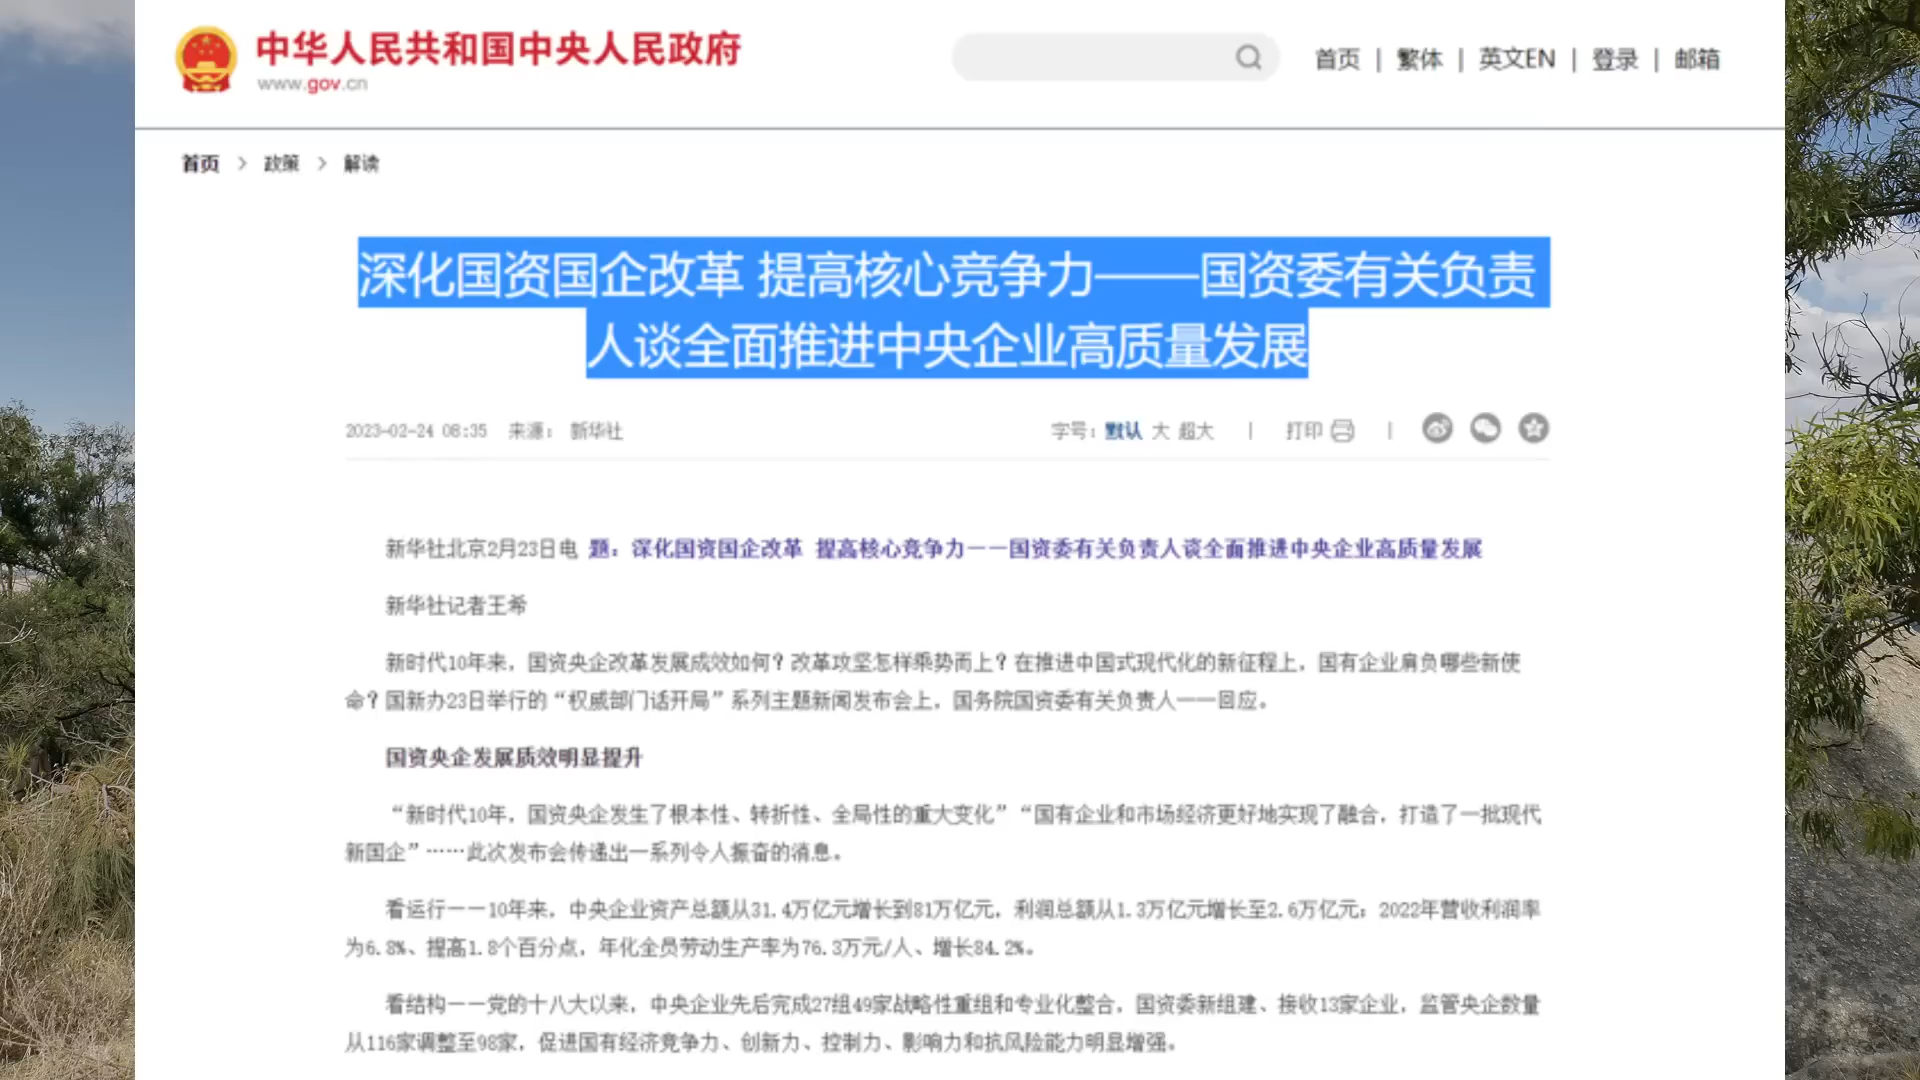 中华人民共和国中央人民政府
www.gov.cn
首页 | 繁体 | 英文EN | 登录 | 邮箱
首页 > 政策 > 解读
深化国资国企改革 提高核心竞争力——国资委有关负责
人谈全面推进中央企业高质量发展
2023-02-24 08:35 来源: 新华社
字号:默认 大 超大 | 打印 |
新华社北京2月23日电 题:深化国资国企改革 提高核心竞争力——国资委有关负责人谈全面推进中央企业高质量发展
新华社记者王希
新时代10年来,国资央企改革发展成效如何?改革攻坚怎样乘势而上?在推进中国式现代化的新征程上,国有企业肩负哪些新使
命?国新办23日举行的“权威部门话开局”系列主题新闻发布会上,国务院国资委有关负责人一一回应。
国资央企发展质效明显提升
“新时代10年,国资央企发生了根本性、转折性、全局性的重大变化”“国有企业和市场经济更好地实现了融合,打造了一批现代
新国企”……此次发布会传递出一系列令人振奋的消息。
看运行——10年来,中央企业资产总额从31.4万亿元增长到81万亿元,利润总额从1.3万亿元增长至2.6万亿元;2022年营收利润率
为6.8%、提高1.8个百分点,年化全员劳动生产率为76.3万元/人、增长84.2%。
看结构——党的十八大以来,中央企业先后完成27组49家战略性重组和专业化整合,国资委新组建、接收13家企业,监管央企数量
从116家调整至98家,促进国有经济竞争力、创新力、控制力、影响力和抗风险能力明显增强。